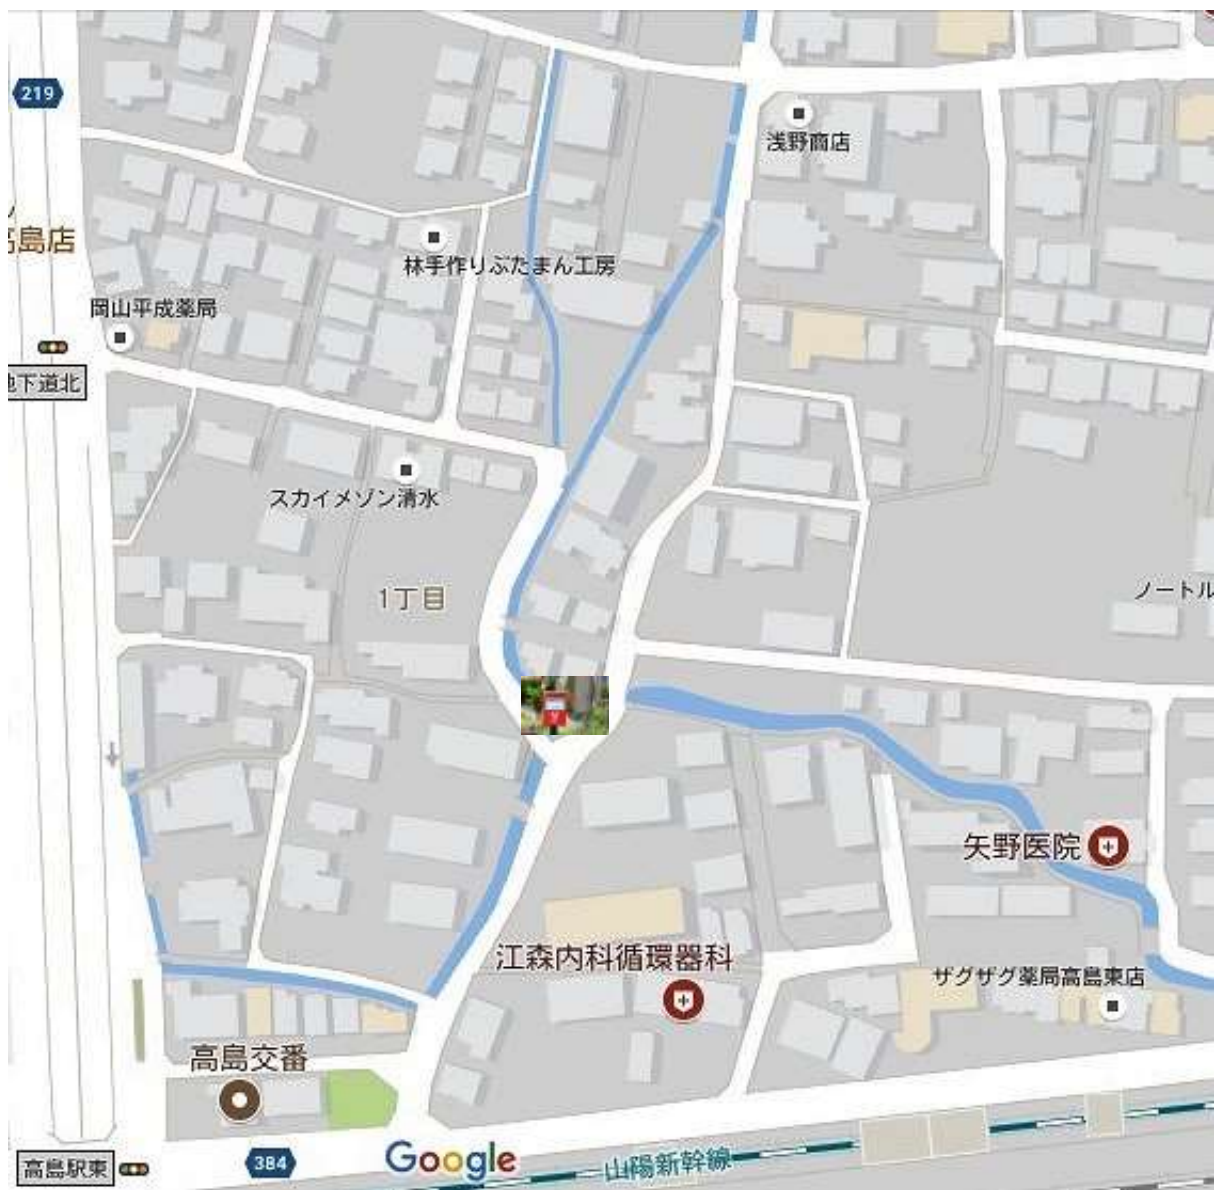 219
浅野商店
島店
林手作りぶたまん工房
岡山平成薬局
地下道北
スカイメゾン清水
1丁目
ノートル
矢野医院
江森内科循環器科
ザグザグ薬局高島東店
高島交番
384
Google
山陽新幹線
高島駅東